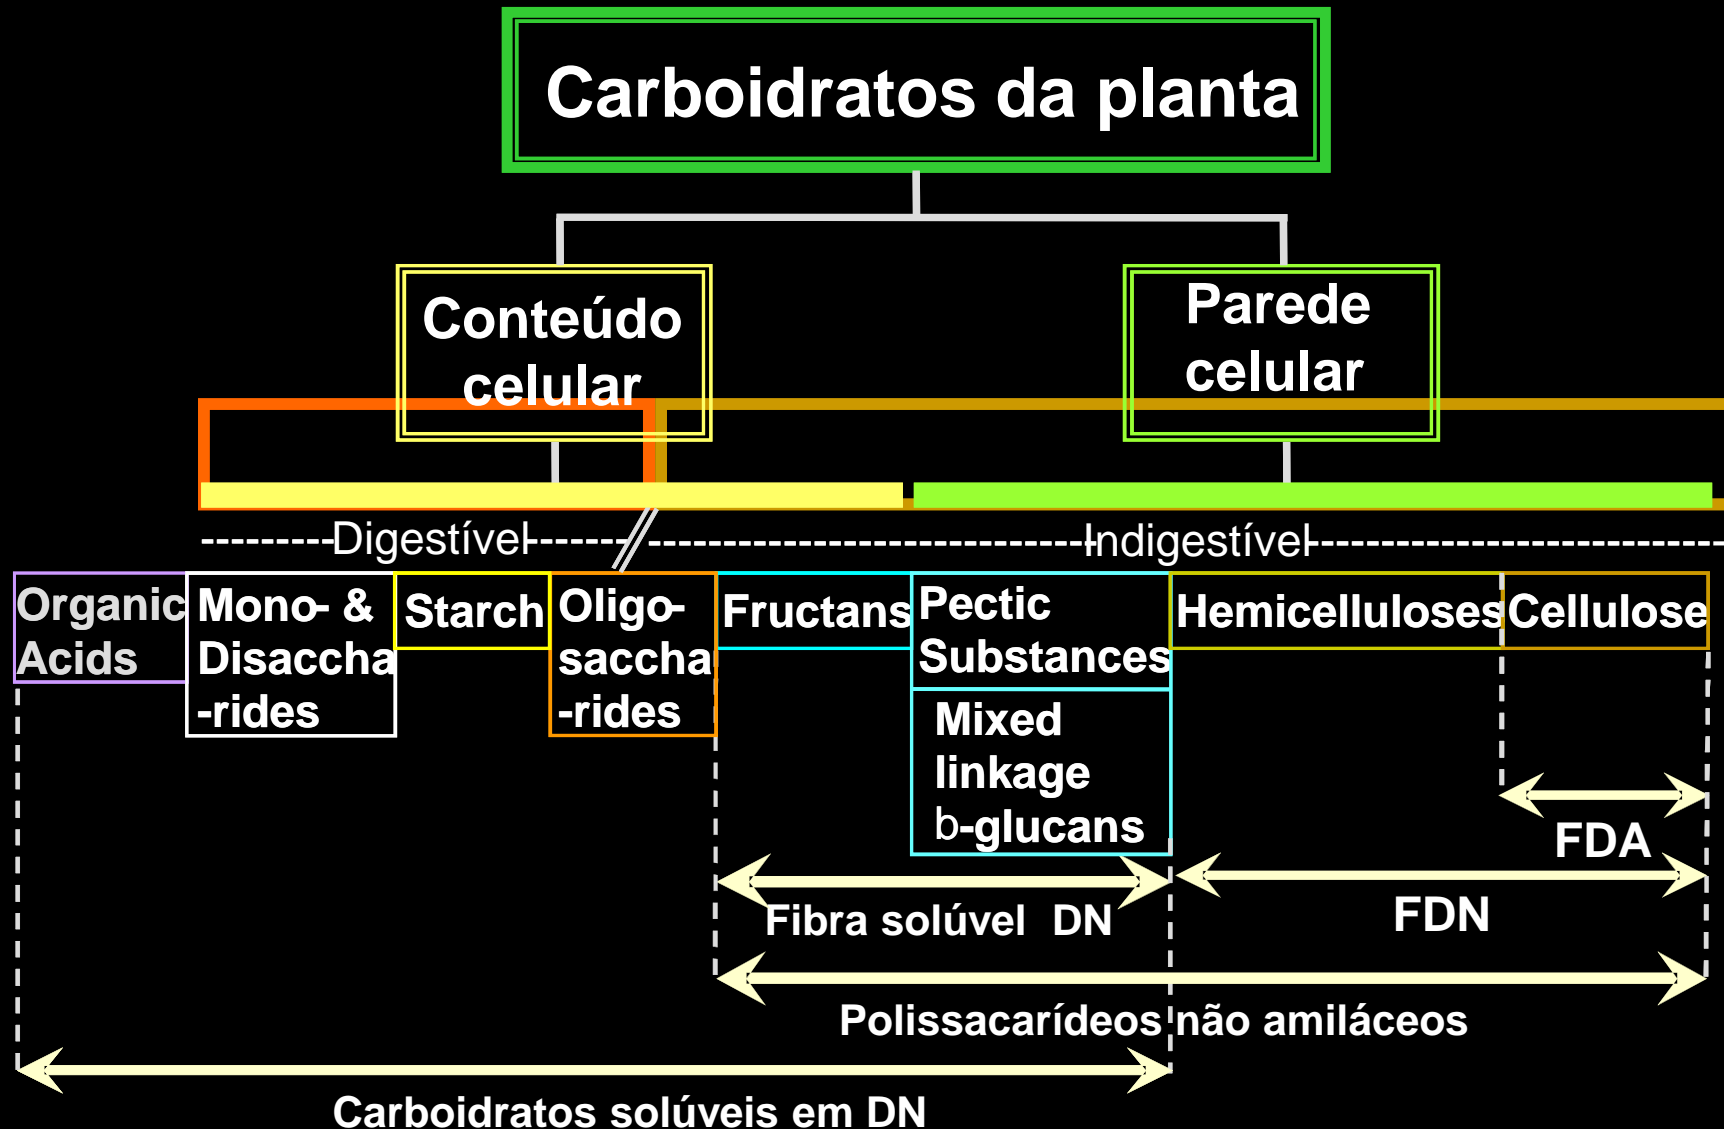 Carboidratos da planta
Conteúdo
celular
Parede
celular
---------Digestível-------
-----------------------------Indigestível----------------------------
Organic
Acids
Mono- &
Disaccha
-rides
Starch
Oligo-
saccha
-rides
Fructans
Pectic
Substances
Mixed
linkage
b-glucans
Hemicelluloses
Cellulose
FDA
Fibra solúvel DN
FDN
Polissacarídeos não amiláceos
Carboidratos solúveis em DN